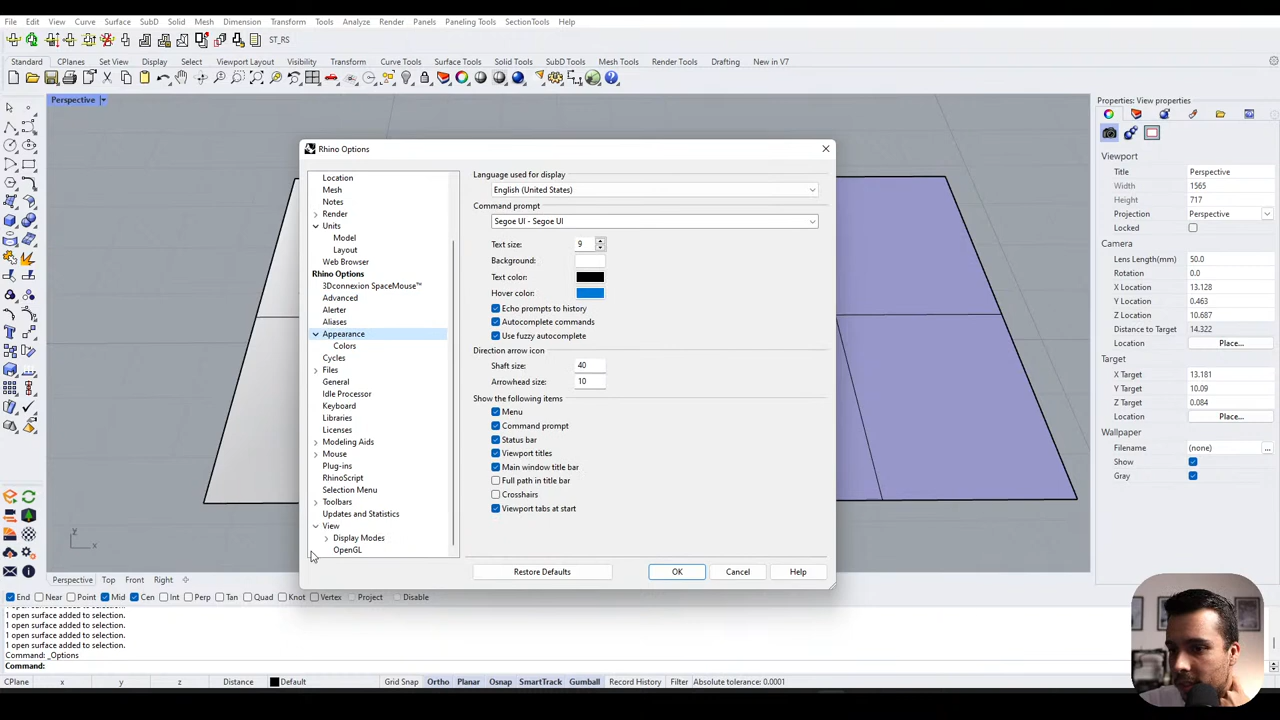 File Edit View Curve Surface SubD Solid Mesh Dimension Transform Tools Analyze Render Panels Paneling Tools SectionTools Help
ST_RS
Standard CPlanes Set View Display Select Viewport Layout Visibility Transform Curve Tools Surface Tools Solid Tools SubD Tools Mesh Tools Render Tools Drafting New in V7
Perspective
Properties: View properties
Rhino Options
Location
Mesh
Notes
Render
Units
Model
Layout
Web Browser
Rhino Options
3Dconnexion SpaceMouse™
Advanced
Alerter
Aliases
Appearance
Colors
Cycles
Files
General
Idle Processor
Keyboard
Libraries
Licenses
Modeling Aids
Mouse
Plug-ins
RhinoScript
Selection Menu
Toolbars
Updates and Statistics
View
Display Modes
OpenGL
Language used for display
English (United States)
Command prompt
Segoe UI - Segoe UI
Text size: 9
Background:
Text color:
Hover color:
Echo prompts to history
Autocomplete commands
Use fuzzy autocomplete
Direction arrow icon
Shaft size: 40
Arrowhead size: 10
Show the following items
Menu
Command prompt
Status bar
Viewport titles
Main window title bar
Full path in title bar
Crosshairs
Viewport tabs at start
Restore Defaults OK Cancel Help
Viewport
Title Perspective
Width 1565
Height 717
Projection Perspective
Locked
Camera
Lens Length(mm) 50.0
Rotation 0.0
X Location 13.128
Y Location 0.463
Z Location 10.687
Distance to Target 14.322
Location Place...
Target
X Target 13.181
Y Target 10.09
Z Target 0.084
Location Place...
Wallpaper
Filename (none) ...
Show
Gray
y
x
Perspective Top Front Right
End Near Point Mid Cen Int Perp Tan Quad Knot Vertex Project Disable
1 open surface added to selection.
1 open surface added to selection.
1 open surface added to selection.
1 open surface added to selection.
Command: _Options
Command:
CPlane x y z Distance Default Grid Snap Ortho Planar Osnap SmartTrack Gumball Record History Filter Absolute tolerance: 0.0001